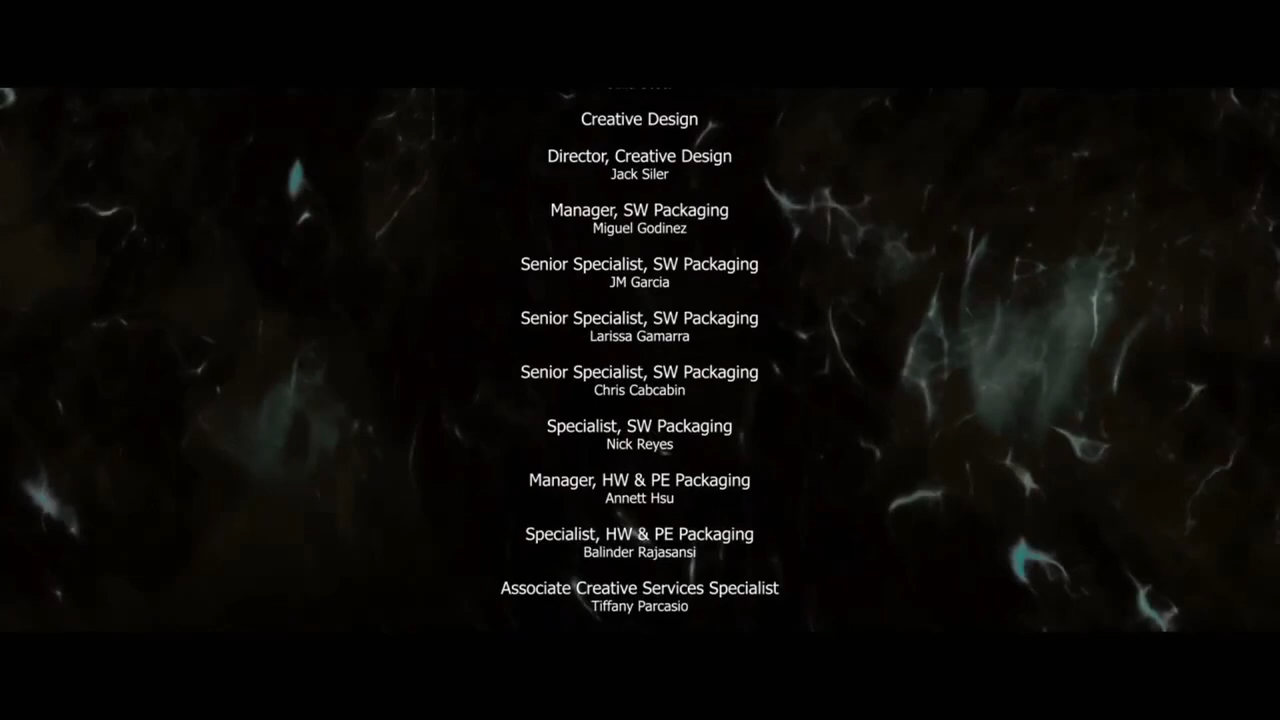 Creative Design
Director, Creative Design
Jack Siler
Manager, SW Packaging
Miguel Godinez
Senior Specialist, SW Packaging
JM Garcia
Senior Specialist, SW Packaging
Larissa Gamarra
Senior Specialist, SW Packaging
Chris Cabcabin
Specialist, SW Packaging
Nick Reyes
Manager, HW & PE Packaging
Annett Hsu
Specialist, HW & PE Packaging
Balinder Rajasansi
Associate Creative Services Specialist
Tiffany Parcasio